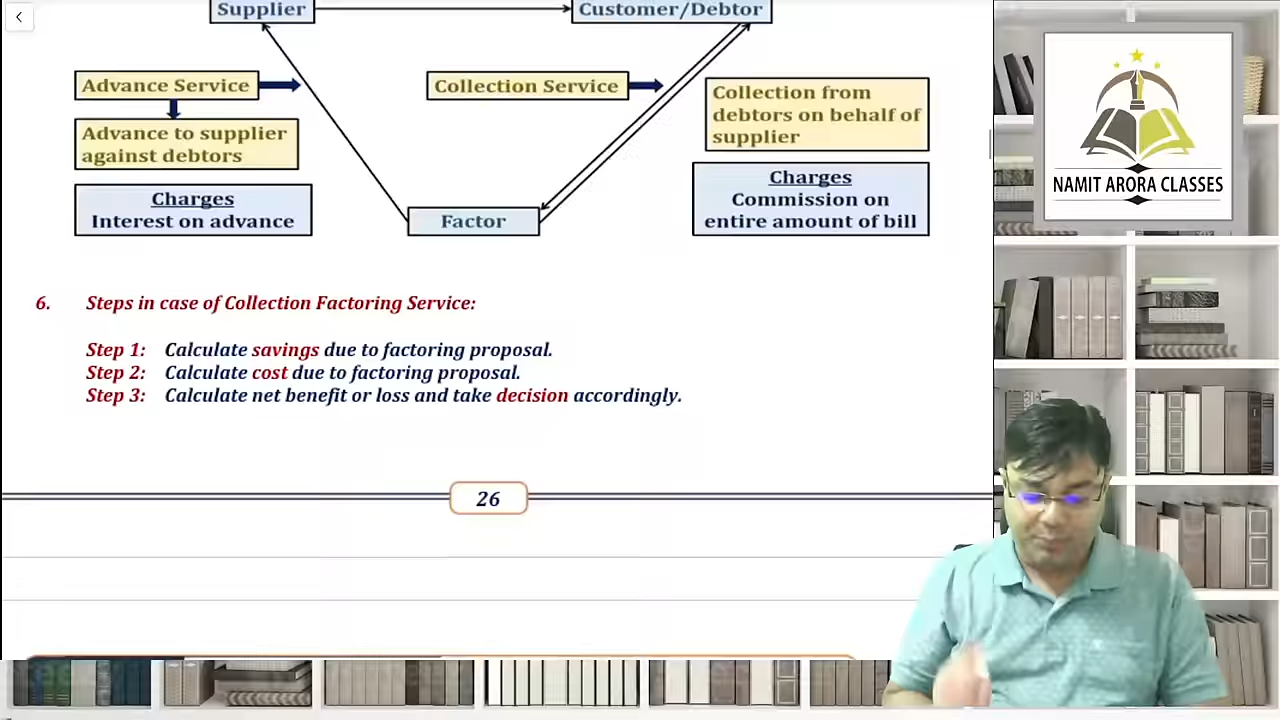 Supplier
Customer/Debtor
Advance Service
Collection Service
Advance to supplier
against debtors
Collection from
debtors on behalf of
supplier
Charges
Interest on advance
Charges
Commission on
entire amount of bill
Factor
NAMIT ARORA CLASSES
6. Steps in case of Collection Factoring Service:
Step 1: Calculate savings due to factoring proposal.
Step 2: Calculate cost due to factoring proposal.
Step 3: Calculate net benefit or loss and take decision accordingly.
26